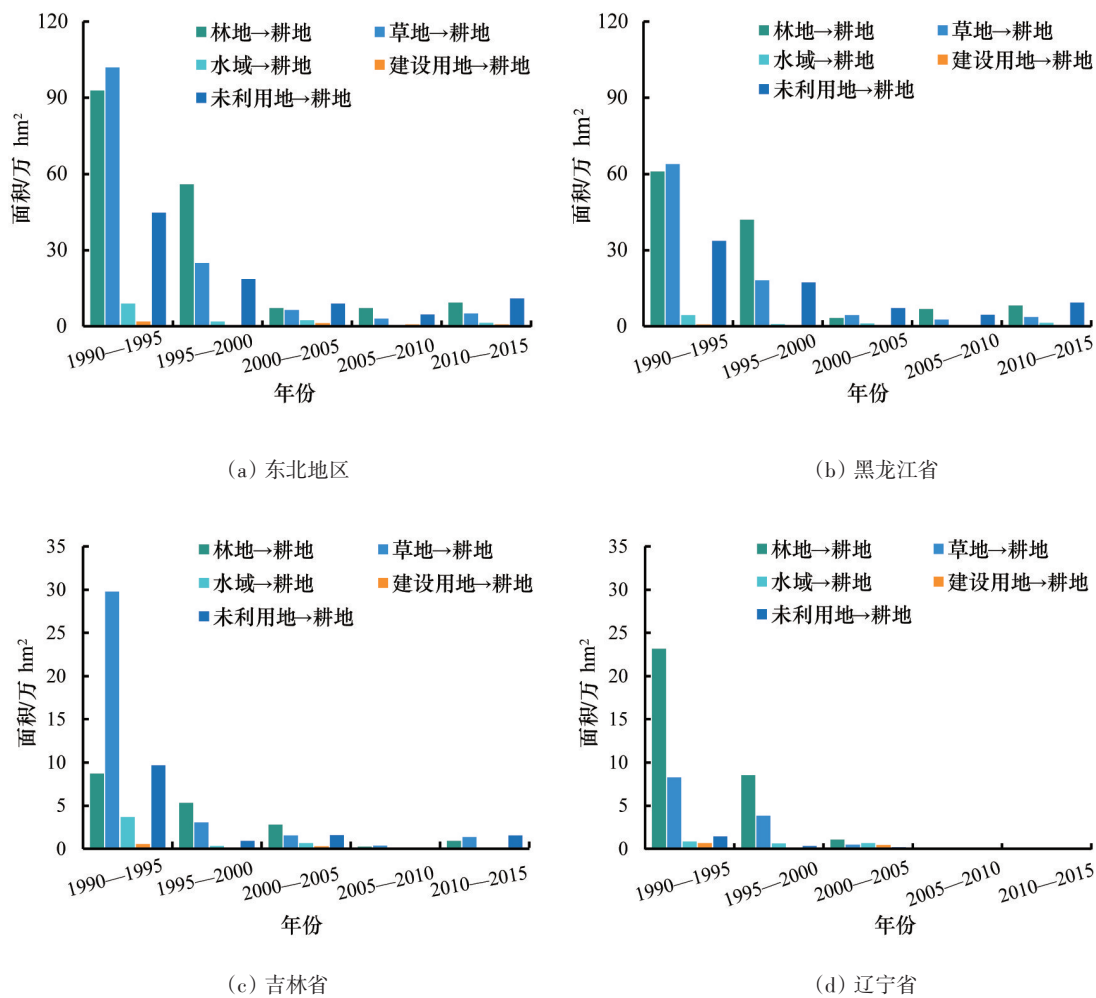 林地→耕地 草地→耕地
水域→耕地 建设用地→耕地
未利用地→耕地
面积/万 hm²
120
90
60
30
0
1990—1995 1995—2000 2000—2005 2005—2010 2010—2015
年份
(a) 东北地区
林地→耕地 草地→耕地
水域→耕地 建设用地→耕地
未利用地→耕地
面积/万 hm²
120
90
60
30
0
1990—1995 1995—2000 2000—2005 2005—2010 2010—2015
年份
(b) 黑龙江省
林地→耕地 草地→耕地
水域→耕地 建设用地→耕地
未利用地→耕地
面积/万 hm²
35
30
25
20
15
10
5
0
1990—1995 1995—2000 2000—2005 2005—2010 2010—2015
年份
(c) 吉林省
林地→耕地 草地→耕地
水域→耕地 建设用地→耕地
未利用地→耕地
面积/万 hm²
35
30
25
20
15
10
5
0
1990—1995 1995—2000 2000—2005 2005—2010 2010—2015
年份
(d) 辽宁省